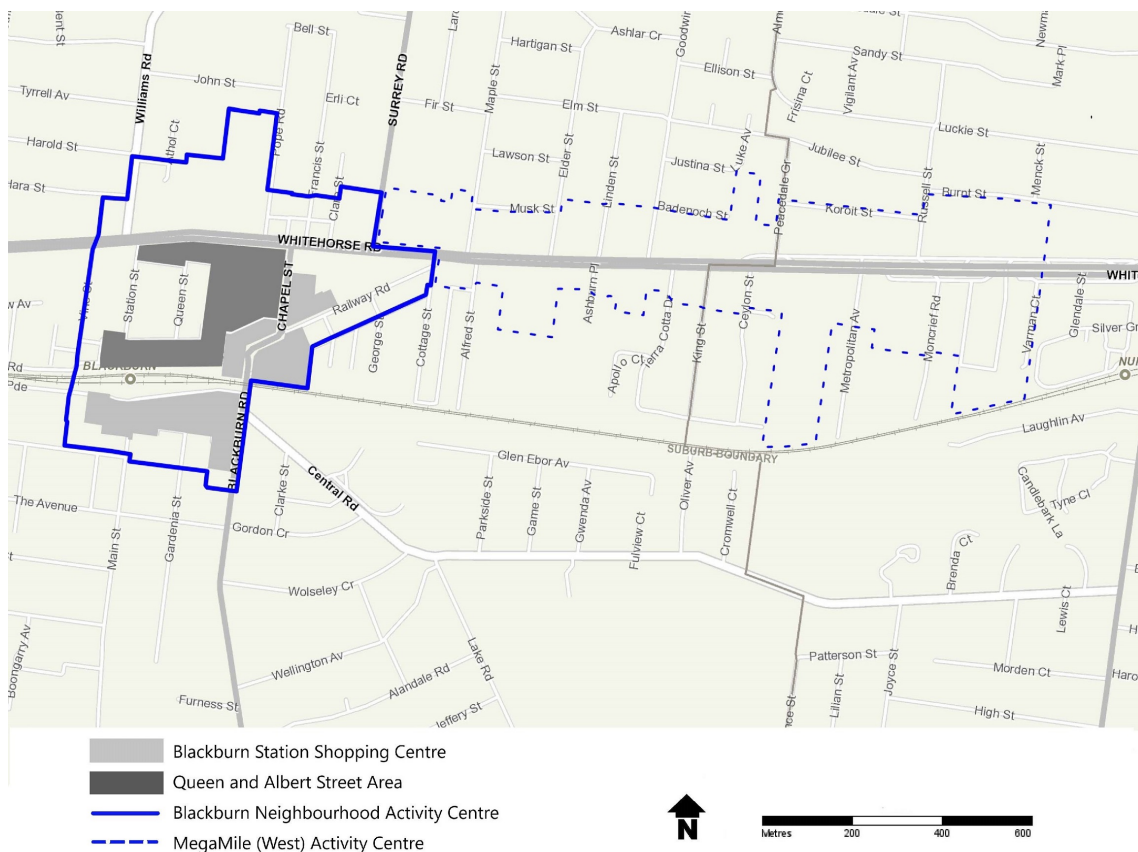 Bell St
Hartigan St
Ashlar Cr
Sandy St
Mark Pl
Williams Rd
John St
Ellison St
Frisina Ct
Vigilant Av
Tyrrell Av
Erli Ct
SURREY RD
Fir St
Maple St
Elm St
Luckie St
Harold St
Athol Ct
Pope Rd
Francis St
Lawson St
Elder St
Justina St
Luke Av
Jubilee St
Clara St
Linden St
Peacedale Gr
Russell St
Burnt St
Menck St
Musk St
Badenoch St
Koroit St
WHITEHORSE RD
WHIT
Station St
Queen St
CHAPEL ST
Railway Rd
Ashburn Pl
Terra Cotta D
King St
Ceylon St
Moncrief Rd
Varman Ct
Glendale St
Silver Gr
George St
Cottage St
Alfred St
Apollo Ct
Metropolitan Av
Rd
BLACKBURN
Pde
Laughlin Av
BLACKBURN RD
SUBURB BOUNDARY
Glen Ebor Av
Central Rd
Clarke St
Parkside St
Game St
Gwenda Av
Fulview Ct
Oliver Av
Cromwell Ct
Candlebark La
Tyne Cl
The Avenue
Main St
Gardenia St
Gordon Cr
Brenda Ct
Lewis Ct
Wolseley Cr
Wellington Av
Alandale Rd
Lake Rd
Patterson St
Lilian St
Joyce St
Morden Ct
Boongarry Av
Furness St
Jeffery St
High St
Blackburn Station Shopping Centre
Queen and Albert Street Area
Blackburn Neighbourhood Activity Centre
MegaMile (West) Activity Centre
N
Metres 200 400 600